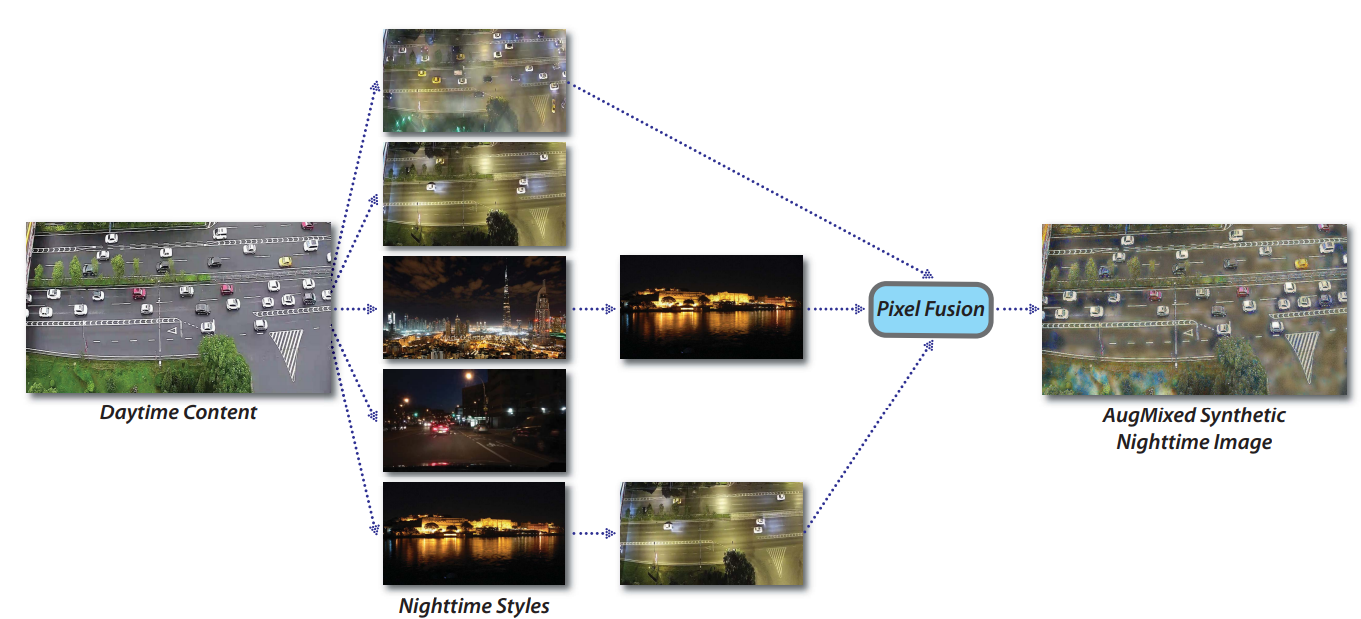 Daytime Content
Nighttime Styles
Pixel Fusion
AugMixed Synthetic
Nighttime Image